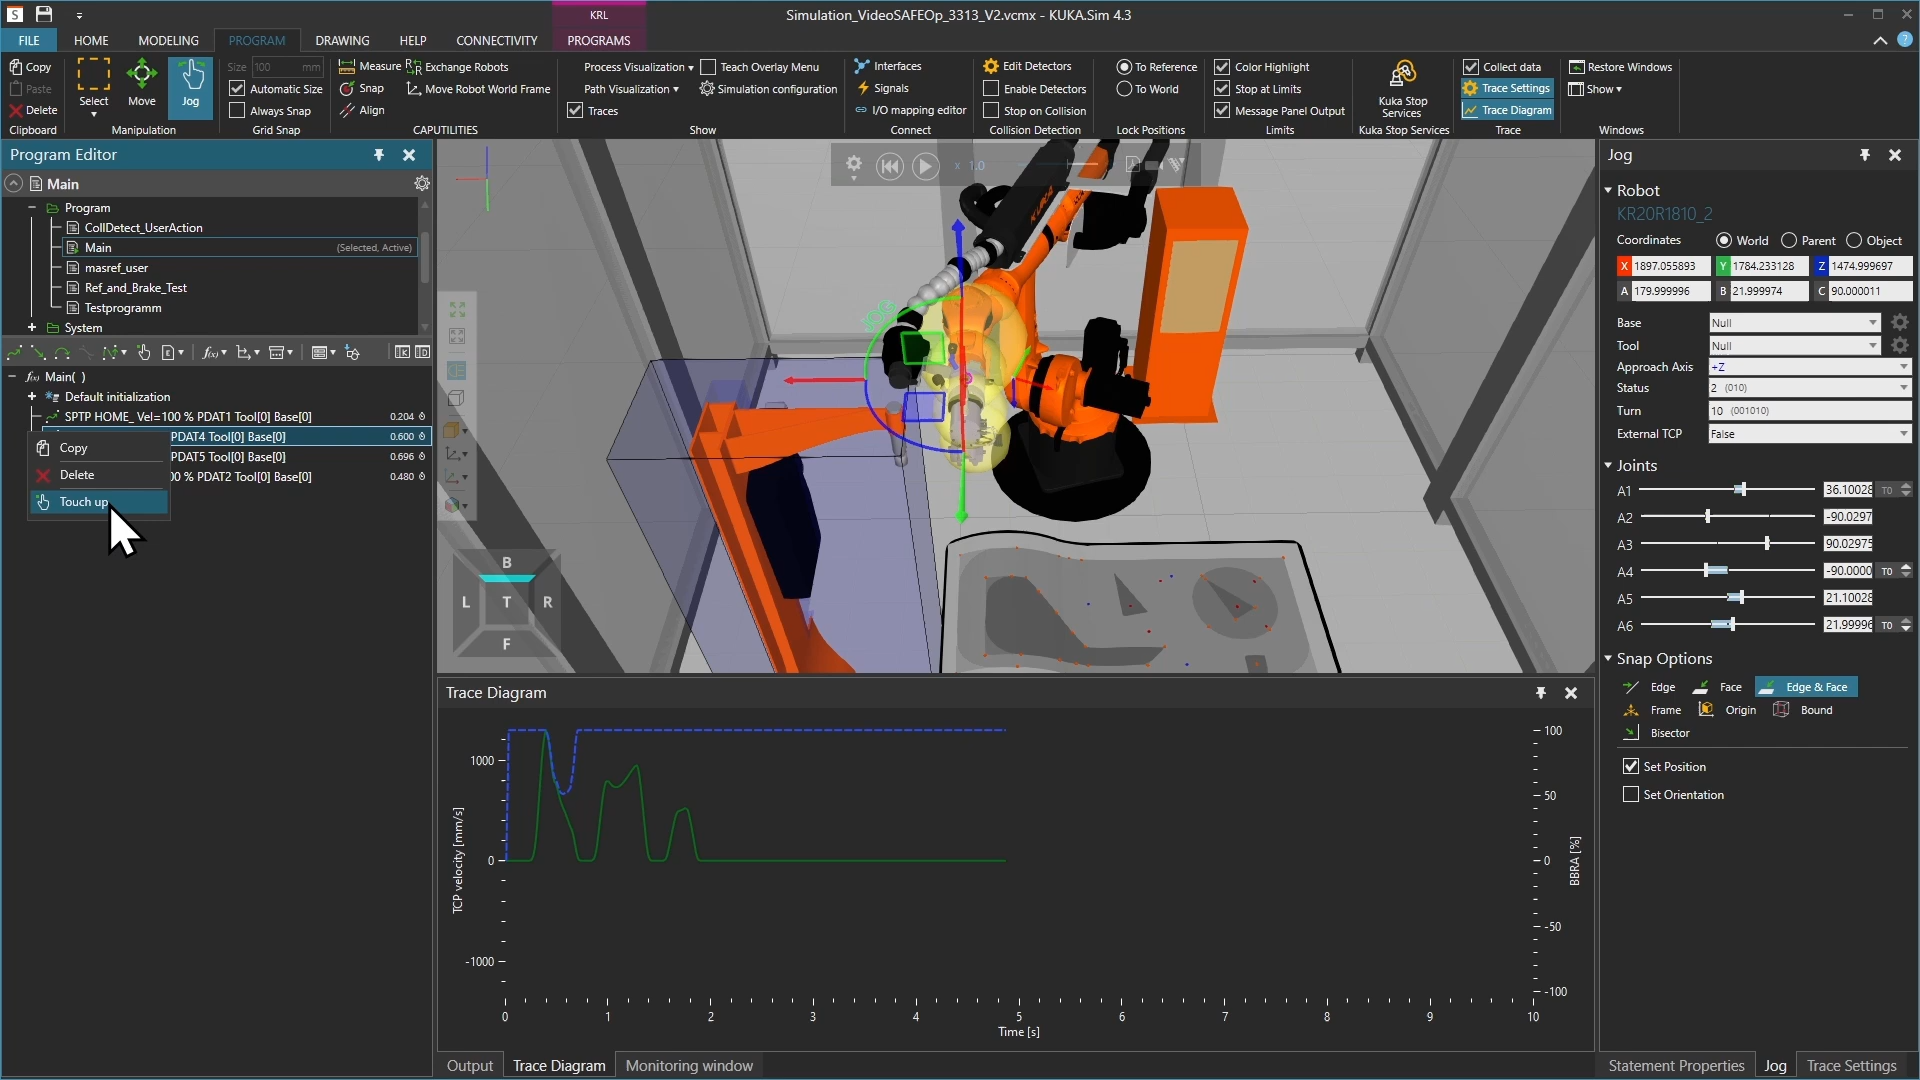 KRL
Simulation_VideoSAFEOp_3313_V2.vcmx - KUKA.Sim 4.3
FILE HOME MODELING PROGRAM DRAWING HELP CONNECTIVITY PROGRAMS
Copy
Paste
Delete
Clipboard
Select
Move
Jog
Manipulation
Size 100 mm
Automatic Size
Always Snap
Grid Snap
Measure
Snap
Align
Exchange Robots
Move Robot World Frame
CAPUTILITIES
Process Visualization
Path Visualization
Traces
Teach Overlay Menu
Simulation configuration
Show
Interfaces
Signals
I/O mapping editor
Connect
Edit Detectors
Enable Detectors
Stop on Collision
Collision Detection
To Reference
To World
Lock Positions
Color Highlight
Stop at Limits
Message Panel Output
Limits
Kuka Stop
Services
Kuka Stop Services
Collect data
Trace Settings
Trace Diagram
Trace
Restore Windows
Show
Windows
Program Editor
Main
Program
CollDetect_UserAction
Main (Selected, Active)
masref_user
Ref_and_Brake_Test
Testprogramm
System
Main( )
Default initialization
SPTP HOME_ Vel=100 % PDAT1 Tool[0] Base[0] 0.204
PDAT4 Tool[0] Base[0] 0.600
PDAT5 Tool[0] Base[0] 0.696
00 % PDAT2 Tool[0] Base[0] 0.480
Copy
Delete
Touch up
x 1.0
JOG
KUKA
B
L T R
F
Trace Diagram
TCP velocity [mm/s]
1000
0
-1000
100
50
0
-50
-100
BBRA [%]
0 1 2 3 4 5 6 7 8 9 10
Time [s]
Output Trace Diagram Monitoring window
Jog
Robot
KR20R1810_2
Coordinates World Parent Object
X 1897.055893 Y 1784.233128 Z 1474.999697
A 179.999996 B 21.999974 C 90.000011
Base Null
Tool Null
Approach Axis +Z
Status 2 (010)
Turn 10 (001010)
External TCP False
Joints
A1 36.10028 T0
A2 -90.0297
A3 90.02975
A4 -90.0000 T0
A5 21.10028
A6 21.99996 T0
Snap Options
Edge Face Edge & Face
Frame Origin Bound
Bisector
Set Position
Set Orientation
Statement Properties Jog Trace Settings